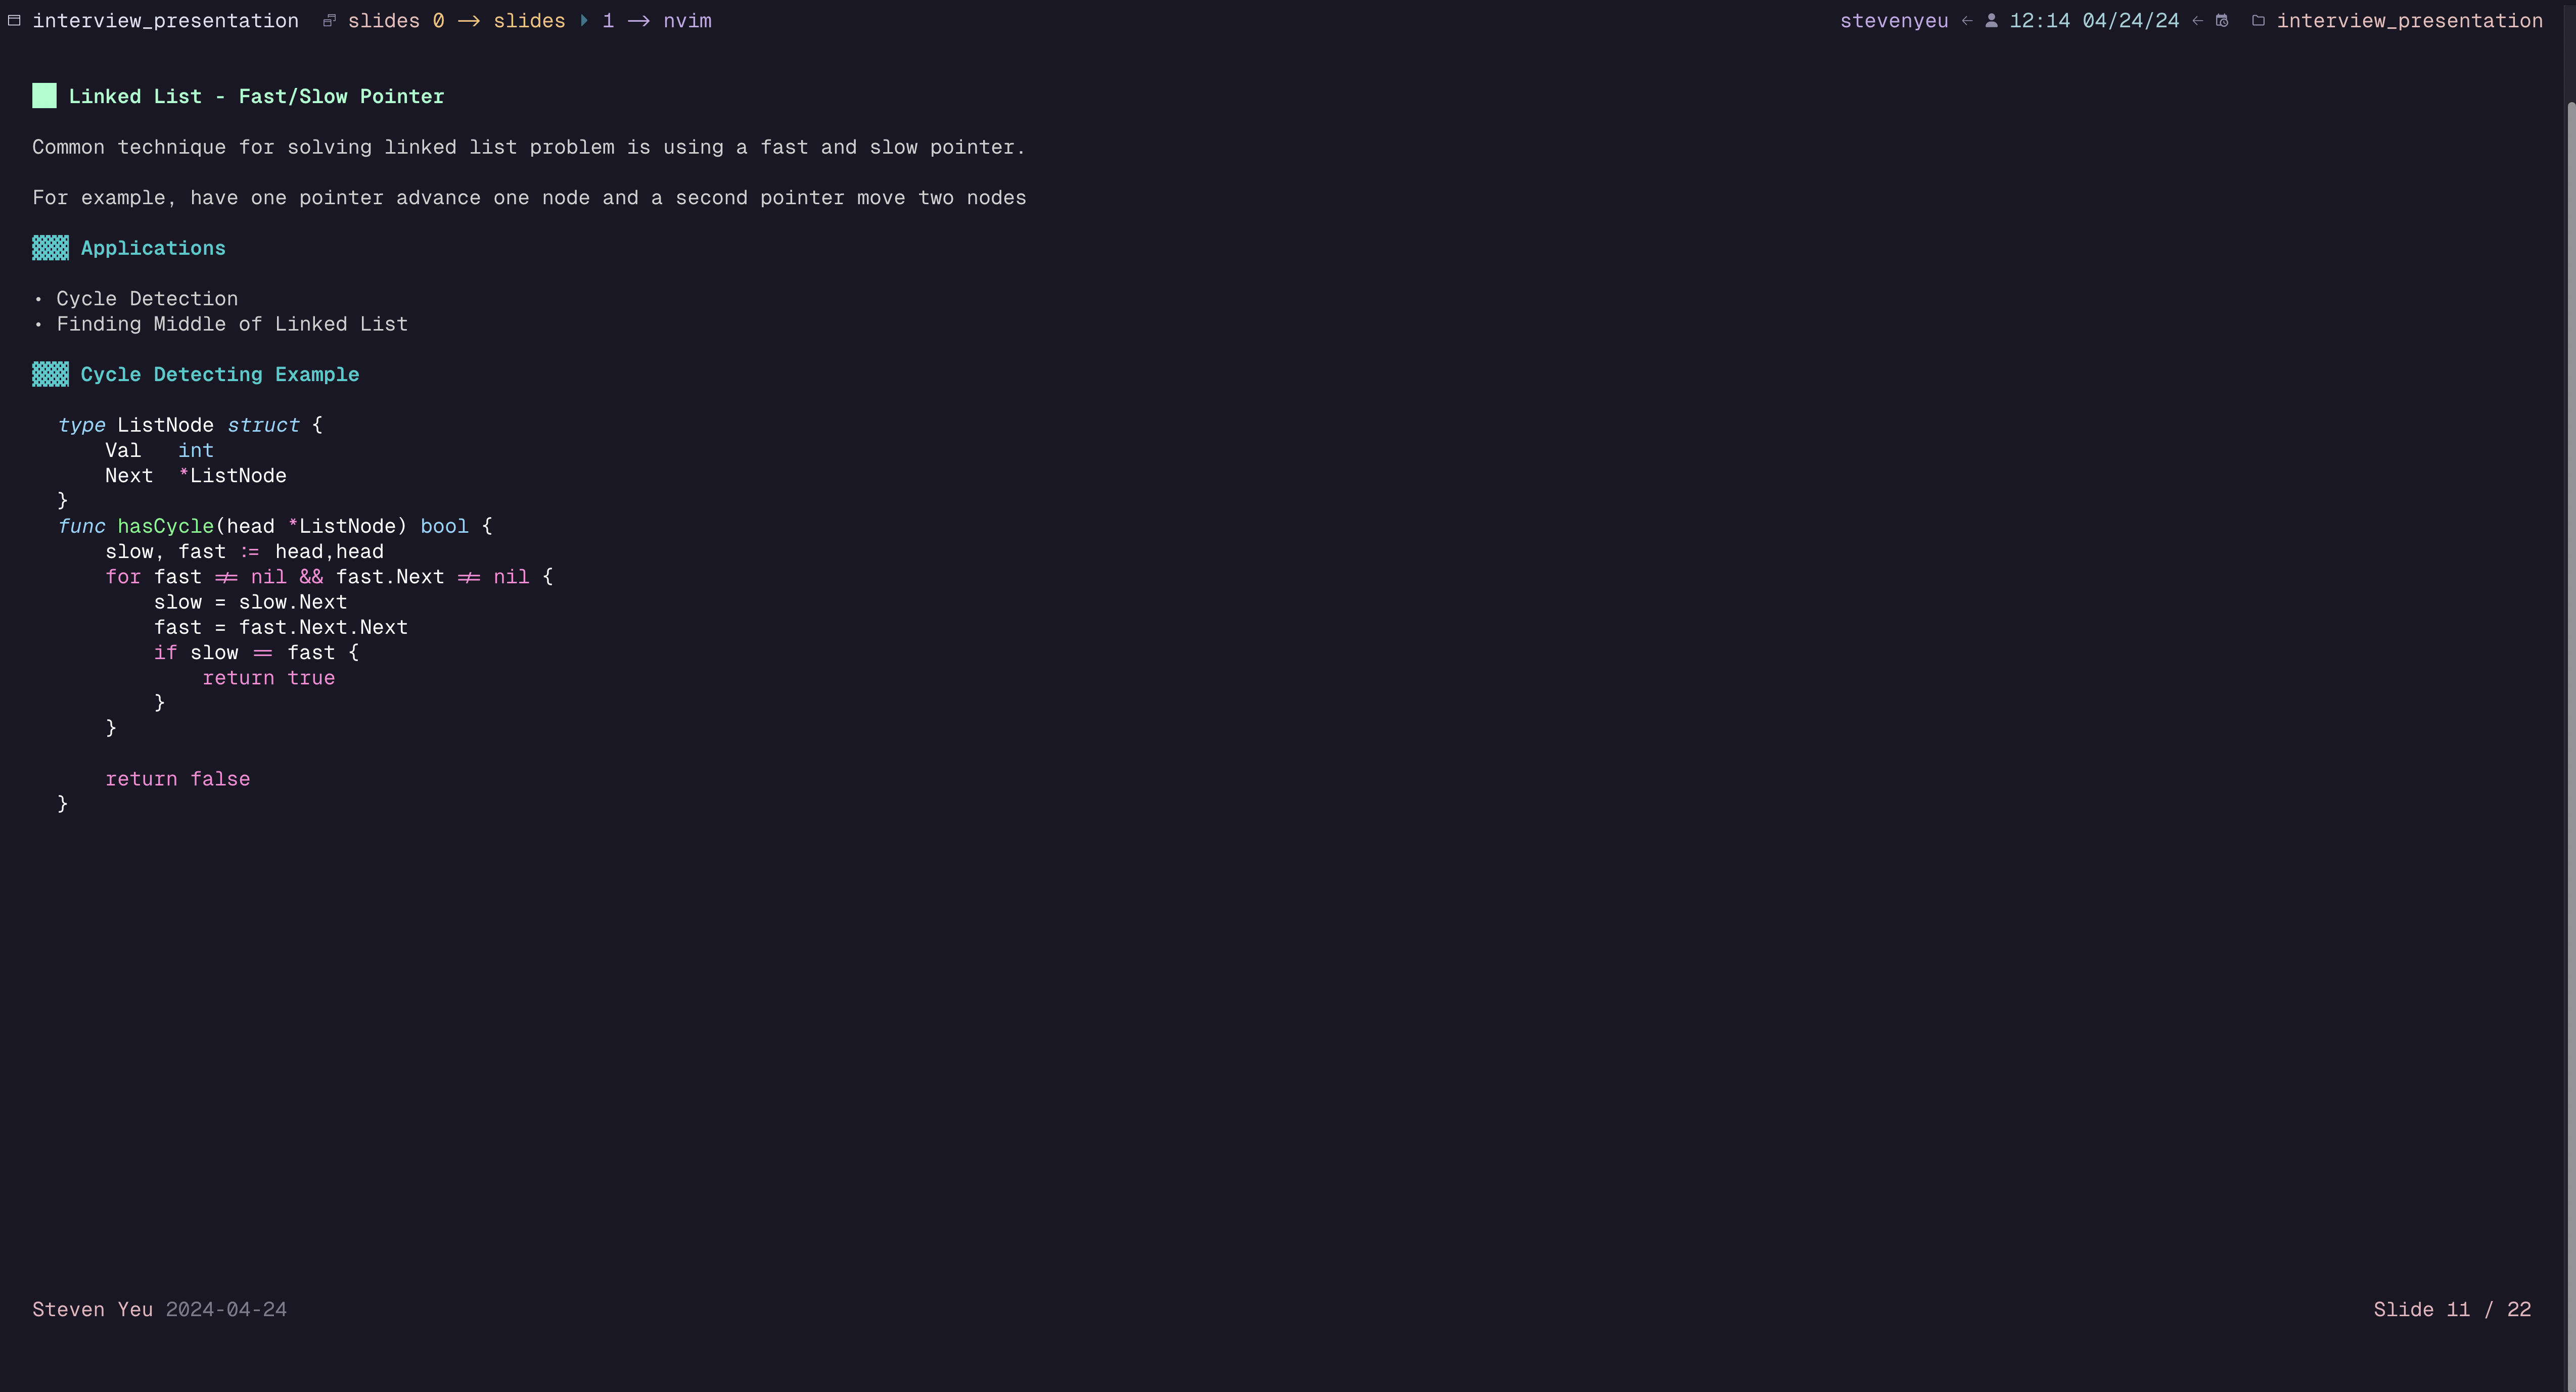 interview_presentation slides 0 → slides 1 → nvim stevenyeu ← 12:14 04/24/24 ← interview_presentation
Linked List - Fast/Slow Pointer
Common technique for solving linked list problem is using a fast and slow pointer.
For example, have one pointer advance one node and a second pointer move two nodes
Applications
• Cycle Detection
• Finding Middle of Linked List
Cycle Detecting Example
type ListNode struct {
    Val   int
    Next  *ListNode
}
func hasCycle(head *ListNode) bool {
    slow, fast := head,head
    for fast != nil && fast.Next != nil {
        slow = slow.Next
        fast = fast.Next.Next
        if slow == fast {
            return true
        }
    }
    return false
}
Steven Yeu 2024-04-24 Slide 11 / 22